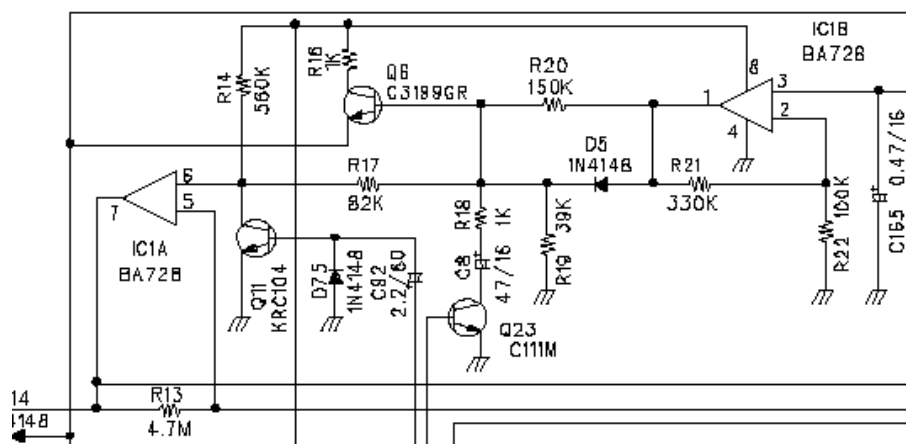 IC1B
BA728
R16
1K
R14
560K
Q6
C3199GR
R20
150K
1
8
3
2
4
D5
1N4148
R21
330K
R22
100K
C165
0.47/16
6
5
7
IC1A
BA728
R17
82K
R18
1K
39K
R19
C8
47/16
Q11
KRC104
D75
1N4148
C92
2.2/60
Q23
C111M
14
4148
R13
4.7M